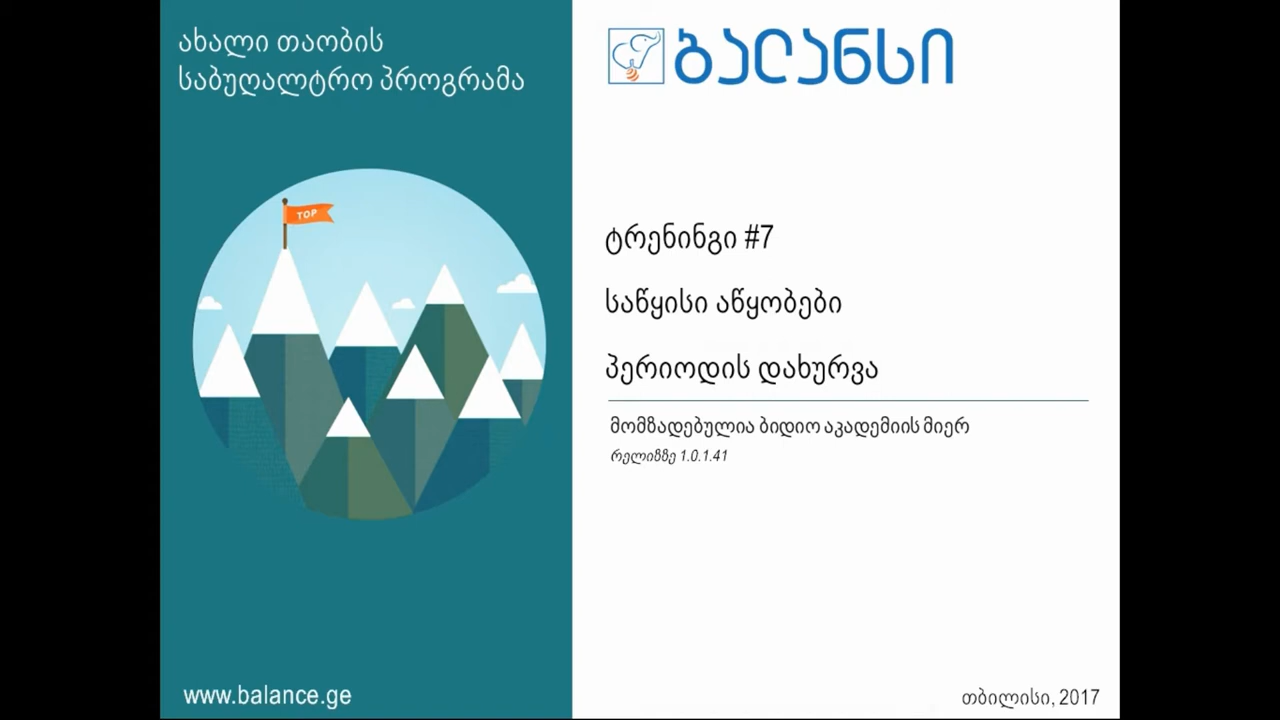 ახალი თაობის
საბუღალტრო პროგრამა
TOP
www.balance.ge
ბალანსი
ტრენინგი #7
საწყისი აწყობები
პერიოდის დახურვა
მომზადებულია ბიდიო აკადემიის მიერ
რელიზზე 1.0.1.41
თბილისი, 2017